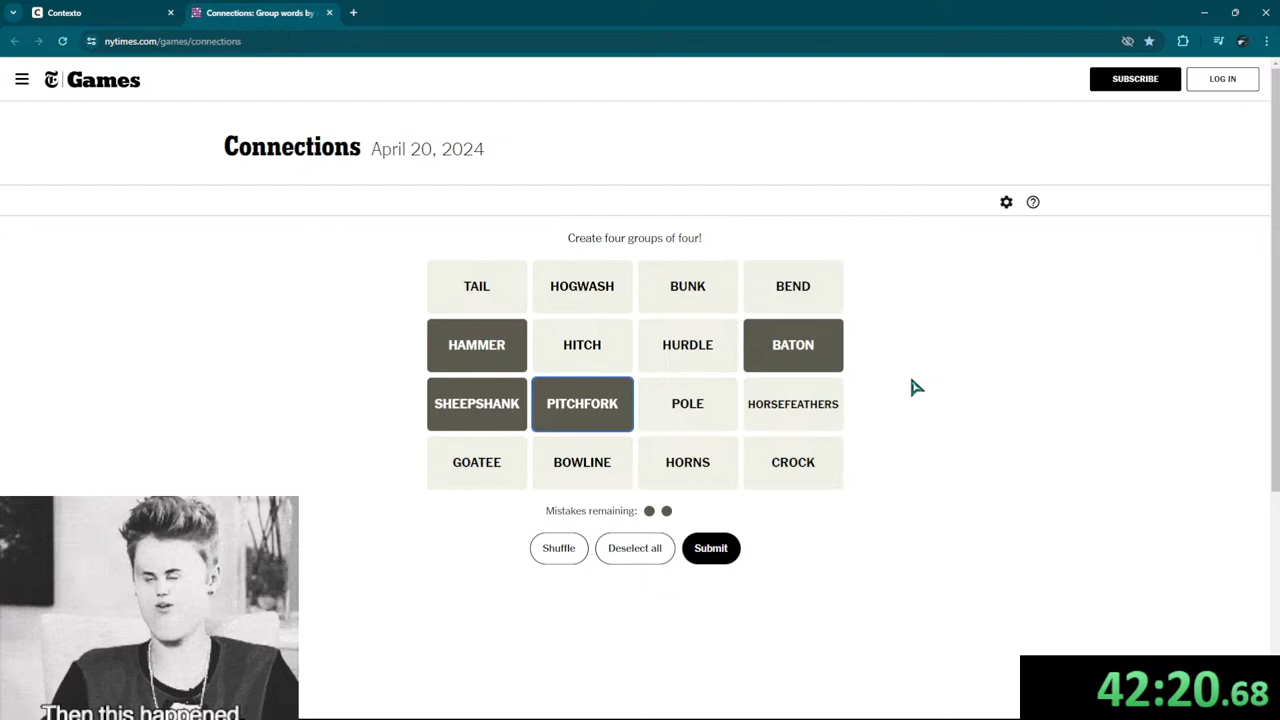 Contexto
Connections: Group words by
nytimes.com/games/connections
Games
SUBSCRIBE
LOG IN
Connections April 20, 2024
Create four groups of four!
TAIL HOGWASH BUNK BEND
HAMMER HITCH HURDLE BATON
SHEEPSHANK PITCHFORK POLE HORSEFEATHERS
GOATEE BOWLINE HORNS CROCK
Mistakes remaining:
Shuffle Deselect all Submit
Then this happened.
42:20.68